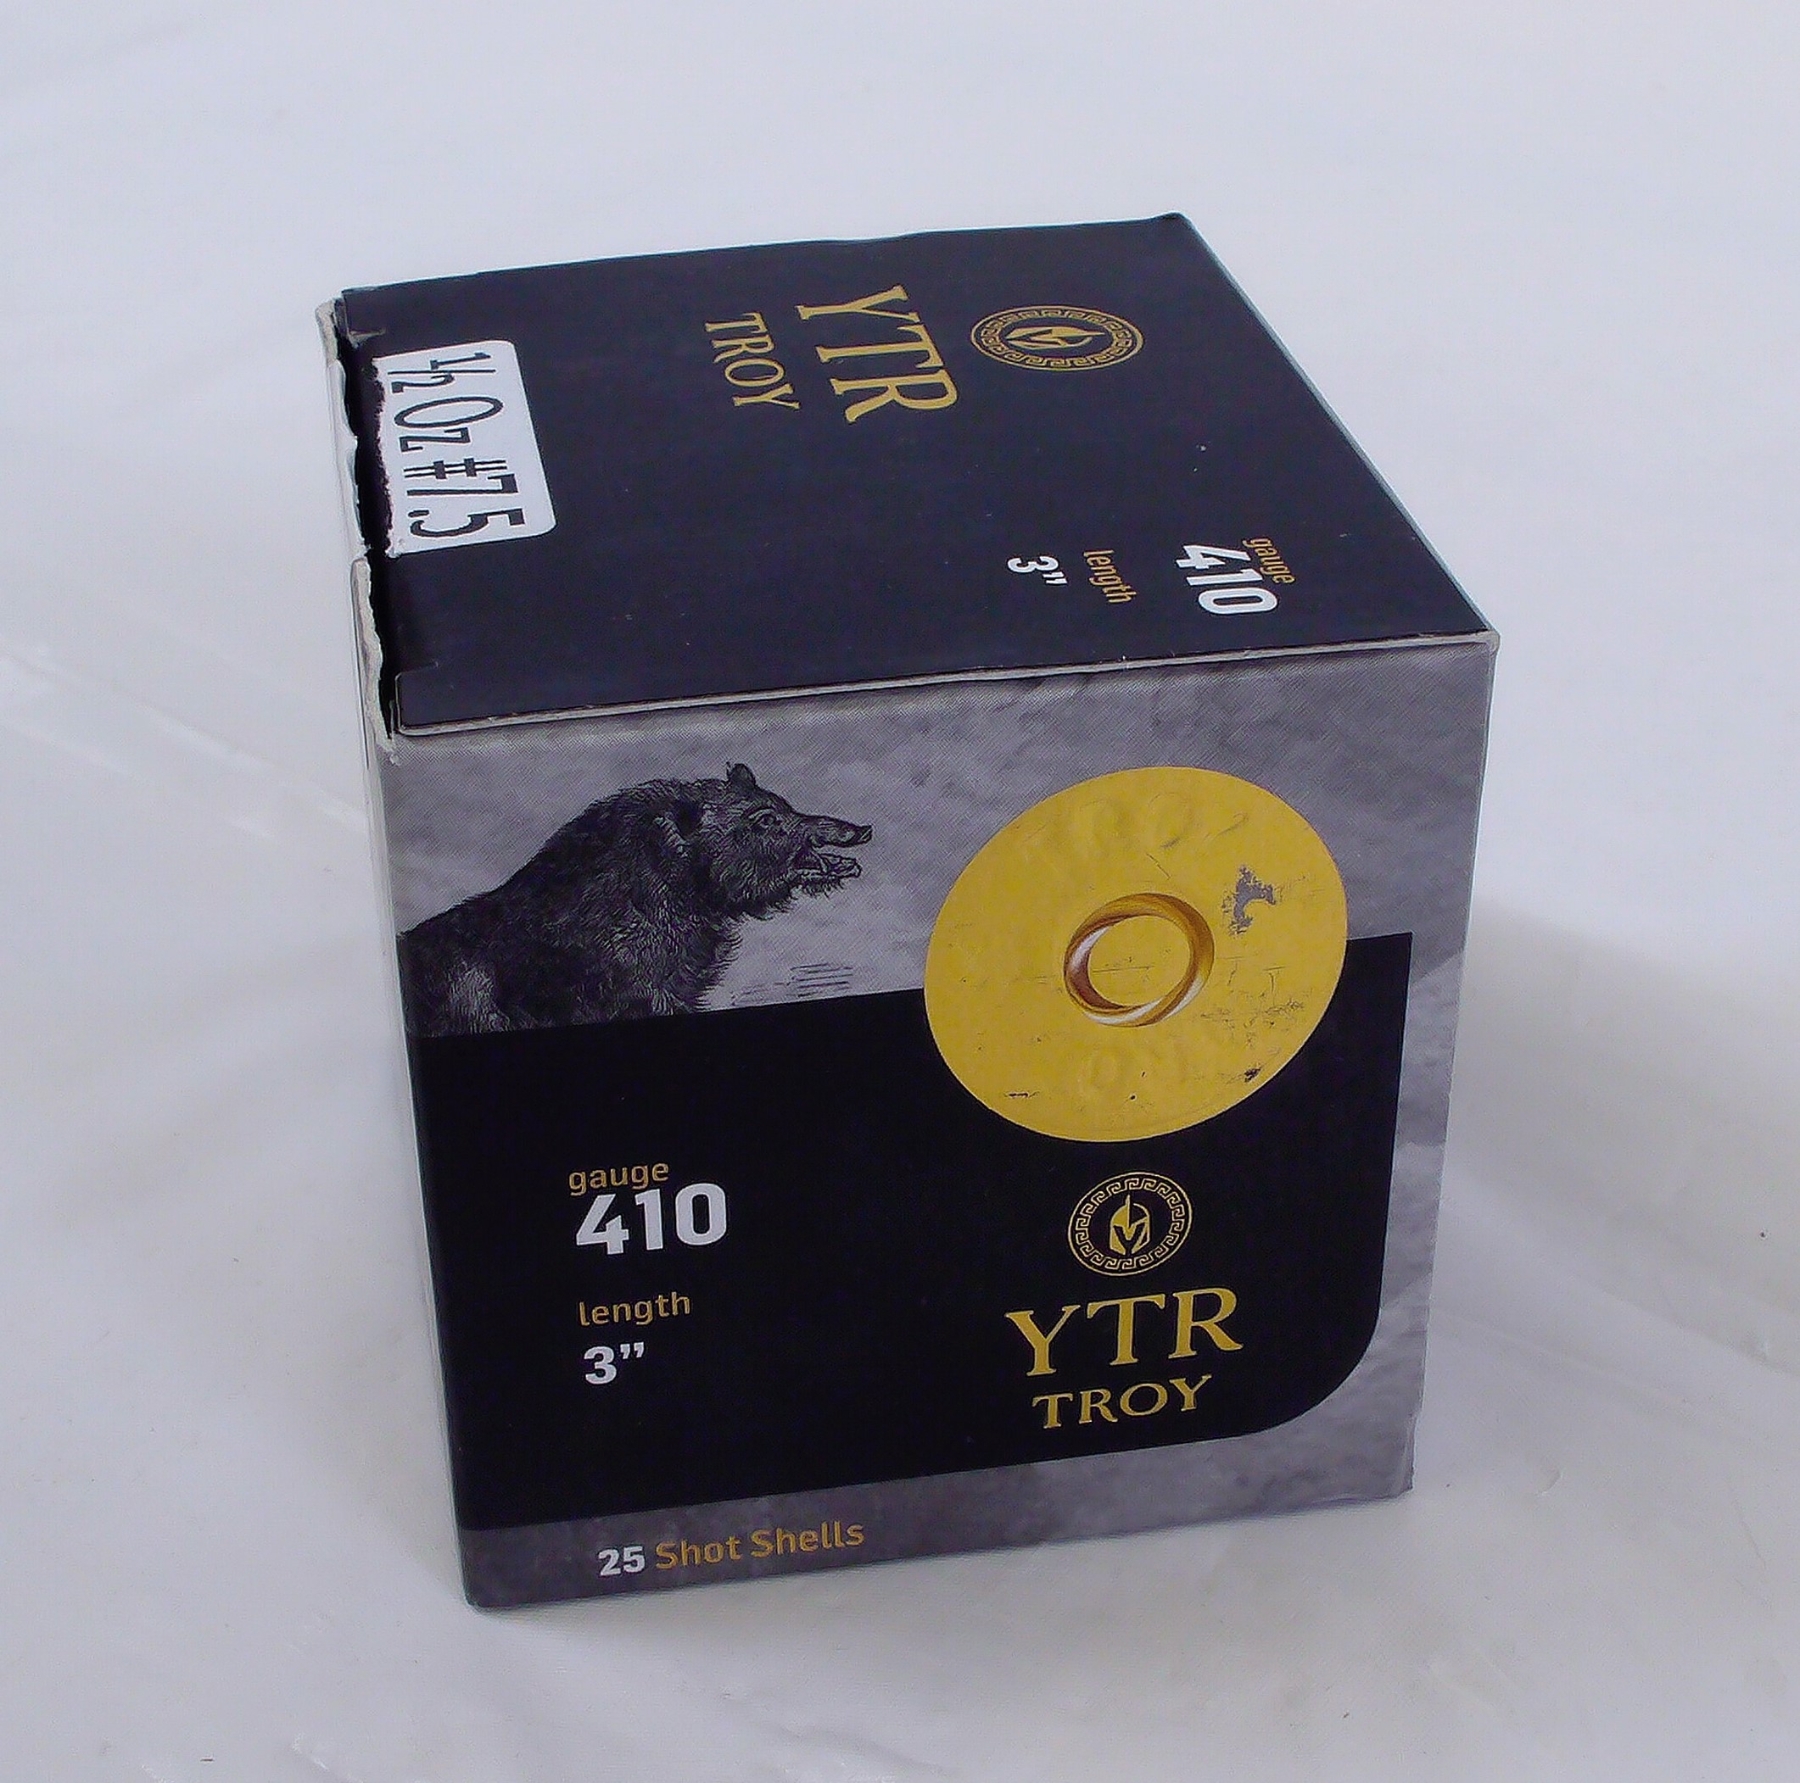 YTR
TROY
gauge
410
length
3”
1½ Oz #7.5
gauge
410
length
3”
YTR
TROY
25 Shot Shells